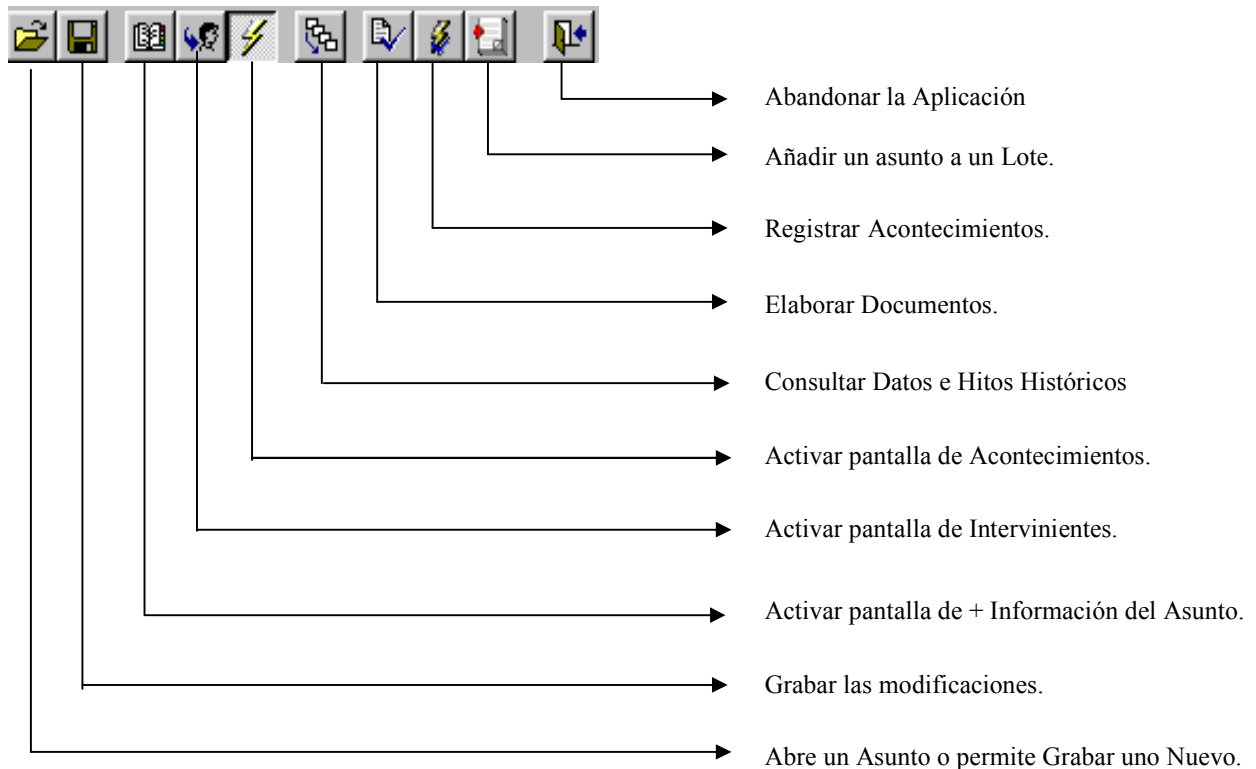 Abandonar la Aplicación
Añadir un asunto a un Lote.
Registrar Acontecimientos.
Elaborar Documentos.
Consultar Datos e Hitos Históricos
Activar pantalla de Acontecimientos.
Activar pantalla de Intervinientes.
Activar pantalla de + Información del Asunto.
Grabar las modificaciones.
Abre un Asunto o permite Grabar uno Nuevo.